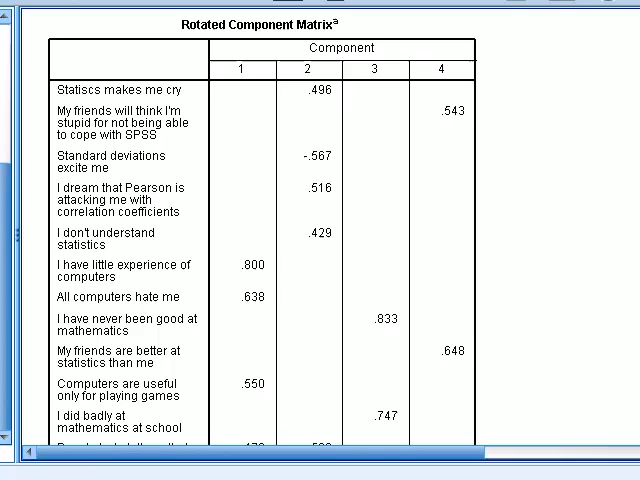 Rotated Component Matrixa
Component
1 2 3 4
Statiscs makes me cry .496
My friends will think I'm .543
stupid for not being able
to cope with SPSS
Standard deviations -.567
excite me
I dream that Pearson is .516
attacking me with
correlation coefficients
I don't understand .429
statistics
I have little experience of .800
computers
All computers hate me .638
I have never been good at .833
mathematics
My friends are better at .648
statistics than me
Computers are useful .550
only for playing games
I did badly at .747
mathematics at school